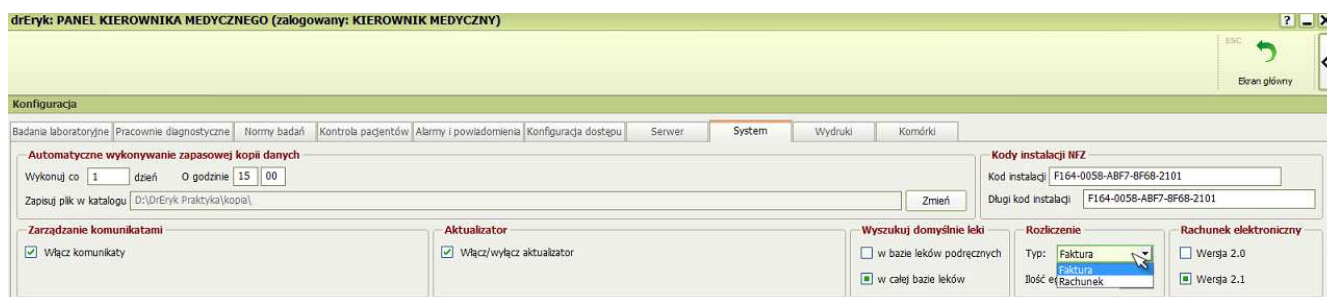 drEryk: PANEL KIEROWNIKA MEDYCZNEGO (zalogowany: KIEROWNIK MEDYCZNY)
ESC
Ekran główny
Konfiguracja
Badania laboratoryjne Pracownie diagnostyczne Normy badań Kontrola pacjentów Alarmy i powiadomienia Konfiguracja dostępu Serwer System Wydruki Komórki
Automatyczne wykonywanie zapasowej kopii danych
Wykonuj co 1 dzień O godzinie 15 00
Zapisuj plik w katalogu D:\DrEryk Praktyka\kopia\ Zmień
Kody instalacji NFZ
Kod instalacji F164-0058-ABF7-8F68-2101
Długi kod instalacji F164-0058-ABF7-8F68-2101
Zarządzanie komunikatami
Włącz komunikaty
Aktualizator
Włącz/wyłącz aktualizator
Wyszukuj domyślnie leki
w bazie leków podręcznych
w całej bazie leków
Rozliczenie
Typ: Faktura
Faktura
Ilość Rachunek
Rachunek elektroniczny
Wersja 2.0
Wersja 2.1